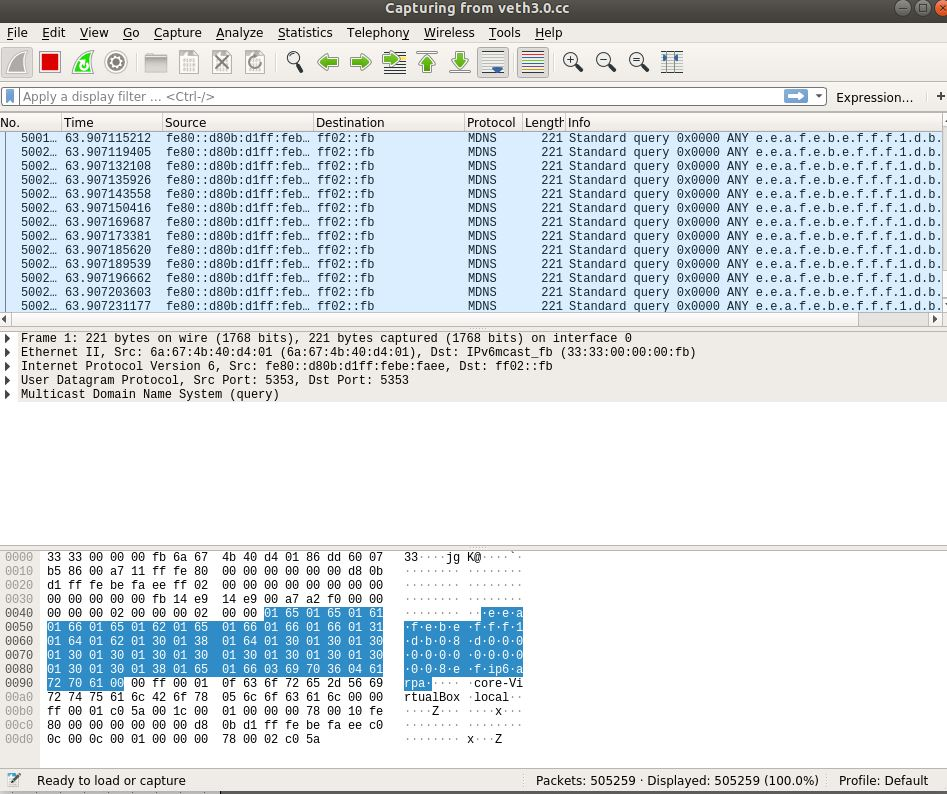 Capturing from veth3.0.cc
File Edit View Go Capture Analyze Statistics Telephony Wireless Tools Help
Apply a display filter ... <Ctrl-/> Expression... +
No. Time Source Destination Protocol Length Info
5001… 63.907115212 fe80::d80b:d1ff:feb… ff02::fb MDNS 221 Standard query 0x0000 ANY e.e.a.f.e.b.e.f.f.f.1.d.b.
5002… 63.907119405 fe80::d80b:d1ff:feb… ff02::fb MDNS 221 Standard query 0x0000 ANY e.e.a.f.e.b.e.f.f.f.1.d.b.
5002… 63.907132108 fe80::d80b:d1ff:feb… ff02::fb MDNS 221 Standard query 0x0000 ANY e.e.a.f.e.b.e.f.f.f.1.d.b.
5002… 63.907135926 fe80::d80b:d1ff:feb… ff02::fb MDNS 221 Standard query 0x0000 ANY e.e.a.f.e.b.e.f.f.f.1.d.b.
5002… 63.907143558 fe80::d80b:d1ff:feb… ff02::fb MDNS 221 Standard query 0x0000 ANY e.e.a.f.e.b.e.f.f.f.1.d.b.
5002… 63.907150416 fe80::d80b:d1ff:feb… ff02::fb MDNS 221 Standard query 0x0000 ANY e.e.a.f.e.b.e.f.f.f.1.d.b.
5002… 63.907169687 fe80::d80b:d1ff:feb… ff02::fb MDNS 221 Standard query 0x0000 ANY e.e.a.f.e.b.e.f.f.f.1.d.b.
5002… 63.907173381 fe80::d80b:d1ff:feb… ff02::fb MDNS 221 Standard query 0x0000 ANY e.e.a.f.e.b.e.f.f.f.1.d.b.
5002… 63.907185620 fe80::d80b:d1ff:feb… ff02::fb MDNS 221 Standard query 0x0000 ANY e.e.a.f.e.b.e.f.f.f.1.d.b.
5002… 63.907189539 fe80::d80b:d1ff:feb… ff02::fb MDNS 221 Standard query 0x0000 ANY e.e.a.f.e.b.e.f.f.f.1.d.b.
5002… 63.907196662 fe80::d80b:d1ff:feb… ff02::fb MDNS 221 Standard query 0x0000 ANY e.e.a.f.e.b.e.f.f.f.1.d.b.
5002… 63.907203603 fe80::d80b:d1ff:feb… ff02::fb MDNS 221 Standard query 0x0000 ANY e.e.a.f.e.b.e.f.f.f.1.d.b.
5002… 63.907231177 fe80::d80b:d1ff:feb… ff02::fb MDNS 221 Standard query 0x0000 ANY e.e.a.f.e.b.e.f.f.f.1.d.b.
Frame 1: 221 bytes on wire (1768 bits), 221 bytes captured (1768 bits) on interface 0
Ethernet II, Src: 6a:67:4b:40:d4:01 (6a:67:4b:40:d4:01), Dst: IPv6mcast_fb (33:33:00:00:00:fb)
Internet Protocol Version 6, Src: fe80::d80b:d1ff:febe:faee, Dst: ff02::fb
User Datagram Protocol, Src Port: 5353, Dst Port: 5353
Multicast Domain Name System (query)
0000 33 33 00 00 00 fb 6a 67 4b 40 d4 01 86 dd 60 07 33····jg K@····`·
0010 b5 86 00 a7 11 ff fe 80 00 00 00 00 00 00 d8 0b ········ ········
0020 d1 ff fe be fa ee ff 02 00 00 00 00 00 00 00 00 ········ ········
0030 00 00 00 00 00 fb 14 e9 14 e9 00 a7 a2 f0 00 00 ········ ········
0040 00 00 00 02 00 00 00 02 00 00 01 65 01 65 01 61 ········ ···e·e·a
0050 01 66 01 65 01 62 01 65 01 66 01 66 01 66 01 31 ·f·e·b·e ·f·f·f·1
0060 01 64 01 62 01 30 01 38 01 64 01 30 01 30 01 30 ·d·b·0·8 ·d·0·0·0
0070 01 30 01 30 01 30 01 30 01 30 01 30 01 30 01 30 ·0·0·0·0 ·0·0·0·0
0080 01 30 01 30 01 38 01 65 01 66 03 69 70 36 04 61 ·0·0·8·e ·f·ip6·a
0090 72 70 61 00 00 ff 00 01 0f 63 6f 72 65 2d 56 69 rpa····· ·core-Vi
00a0 72 74 75 61 6c 42 6f 78 05 6c 6f 63 61 6c 00 00 rtualBox ·local··
00b0 ff 00 01 c0 5a 00 1c 00 01 00 00 00 78 00 10 fe ····Z··· ····x···
00c0 80 00 00 00 00 00 00 d8 0b d1 ff fe be fa ee c0 ········ ········
00d0 0c 00 0c 00 01 00 00 00 78 00 02 c0 5a ········ x···Z
Ready to load or capture Packets: 505259 · Displayed: 505259 (100.0%) Profile: Default